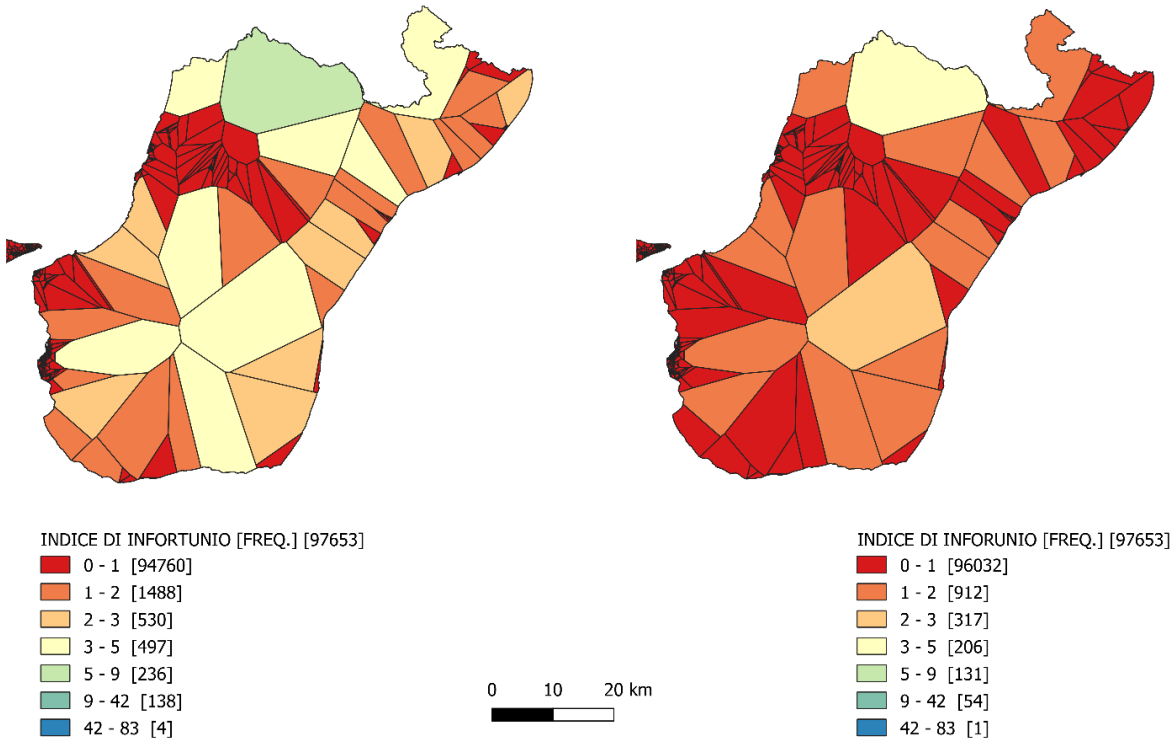 INDICE DI INFORTUNIO [FREQ.] [97653]
0 - 1 [94760]
1 - 2 [1488]
2 - 3 [530]
3 - 5 [497]
5 - 9 [236]
9 - 42 [138]
42 - 83 [4]
0 10 20 km
INDICE DI INFORUNIO [FREQ.] [97653]
0 - 1 [96032]
1 - 2 [912]
2 - 3 [317]
3 - 5 [206]
5 - 9 [131]
9 - 42 [54]
42 - 83 [1]